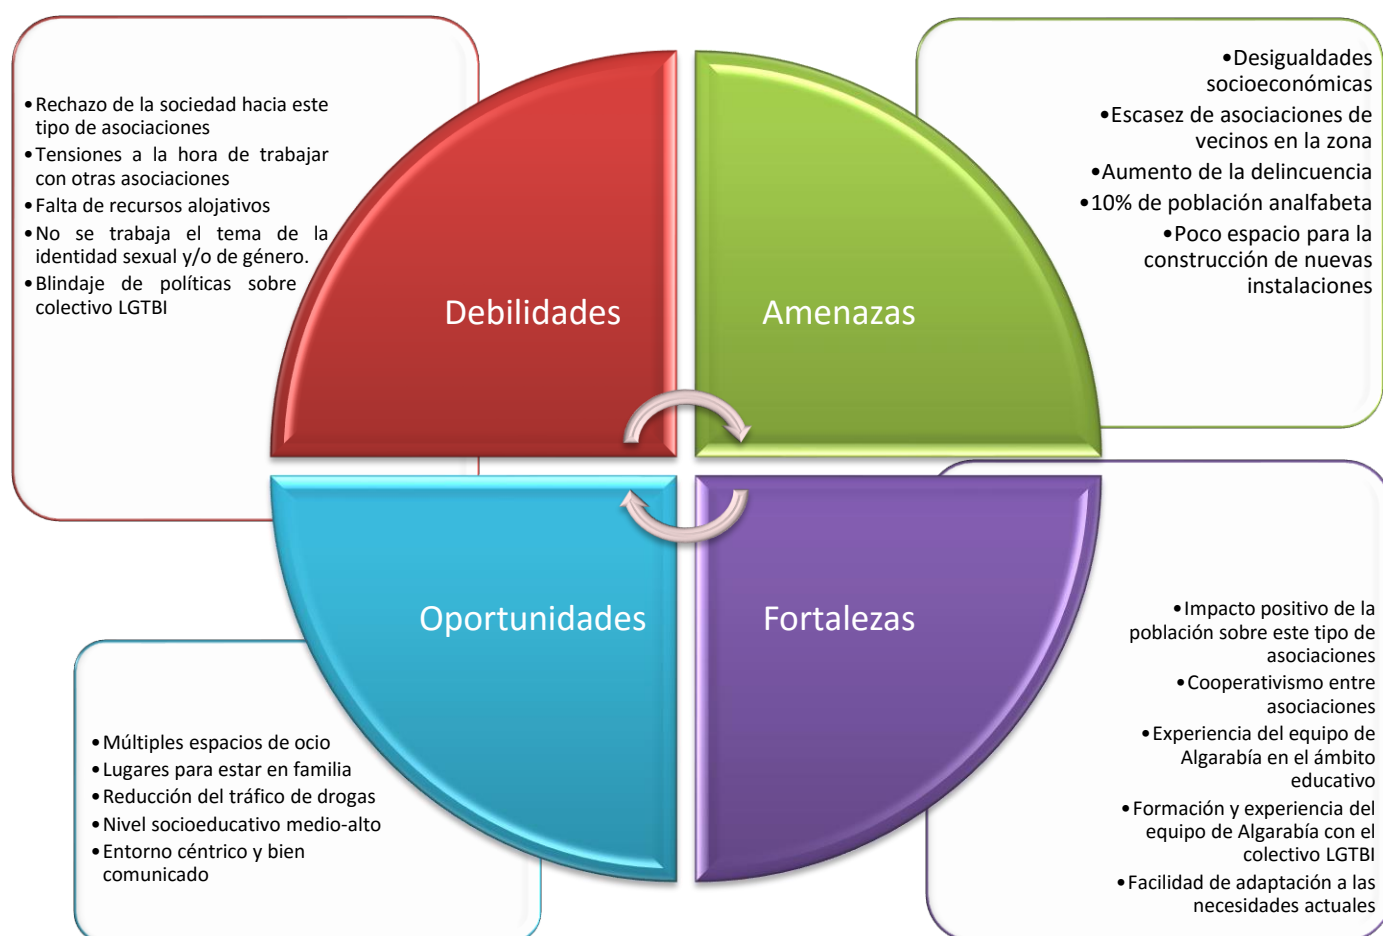 •Rechazo de la sociedad hacia este
tipo de asociaciones
•Tensiones a la hora de trabajar
con otras asociaciones
•Falta de recursos alojativos
•No se trabaja el tema de la
identidad sexual y/o de género.
•Blindaje de políticas sobre
colectivo LGTBI
Debilidades
•Desigualdades
socioeconómicas
•Escasez de asociaciones de
vecinos en la zona
•Aumento de la delincuencia
•10% de población analfabeta
•Poco espacio para la
construcción de nuevas
instalaciones
Amenazas
Oportunidades
•Múltiples espacios de ocio
•Lugares para estar en familia
•Reducción del tráfico de drogas
•Nivel socioeducativo medio-alto
•Entorno céntrico y bien
comunicado
Fortalezas
•Impacto positivo de la
población sobre este tipo de
asociaciones
•Cooperativismo entre
asociaciones
•Experiencia del equipo de
Algarabía en el ámbito
educativo
•Formación y experiencia del
equipo de Algarabía con el
colectivo LGTBI
•Facilidad de adaptación a las
necesidades actuales